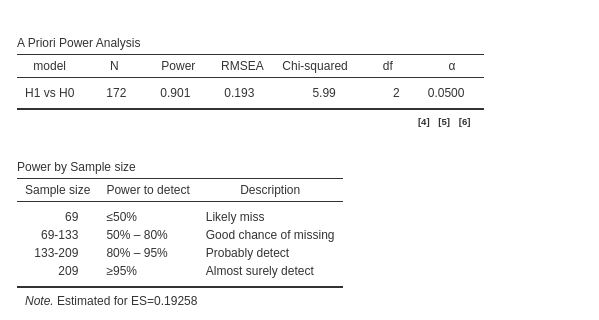 A Priori Power Analysis
model N Power RMSEA Chi-squared df α
H1 vs H0 172 0.901 0.193 5.99 2 0.0500
[4] [5] [6]
Power by Sample size
Sample size Power to detect Description
69 ≤50% Likely miss
69-133 50% – 80% Good chance of missing
133-209 80% – 95% Probably detect
209 ≥95% Almost surely detect
Note. Estimated for ES=0.19258